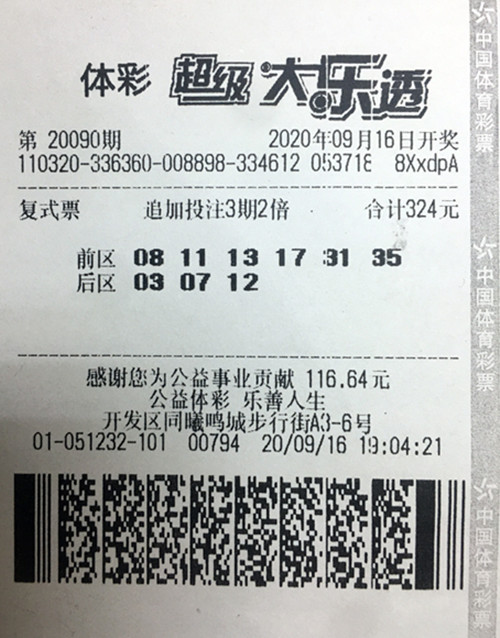 体彩 超级大乐透
第 20090期 2020年09月16日开奖
110320-336360-008898-334612 053718 8XxdpA
复式票 追加投注3期2倍 合计324元
前区 08 11 13 17 31 35
后区 03 07 12
感谢您为公益事业贡献 116.64元
公益体彩 乐善人生
开发区同曦鸣城步行街A3-6号
01-051232-101 00794 20/09/16 19:04:21
中国体育彩票
中国体育彩票
中国体育彩票